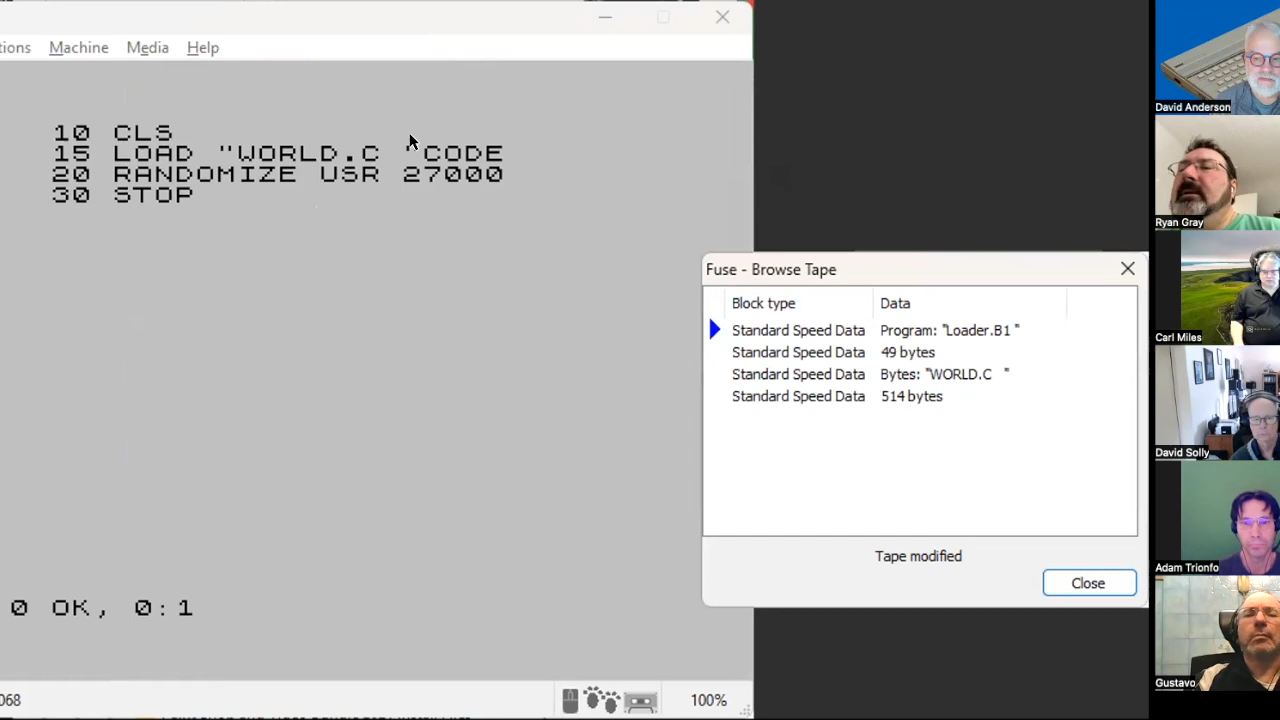 tions Machine Media Help
10 CLS
15 LOAD "WORLD.C "CODE
20 RANDOMIZE USR 27000
30 STOP
0 OK, 0:1
068
100%
Fuse - Browse Tape
Block type Data
Standard Speed Data Program: "Loader.B1 "
Standard Speed Data 49 bytes
Standard Speed Data Bytes: "WORLD.C "
Standard Speed Data 514 bytes
Tape modified
Close
David Anderson
Ryan Gray
Carl Miles
David Solly
Adam Trionfo
Gustavo